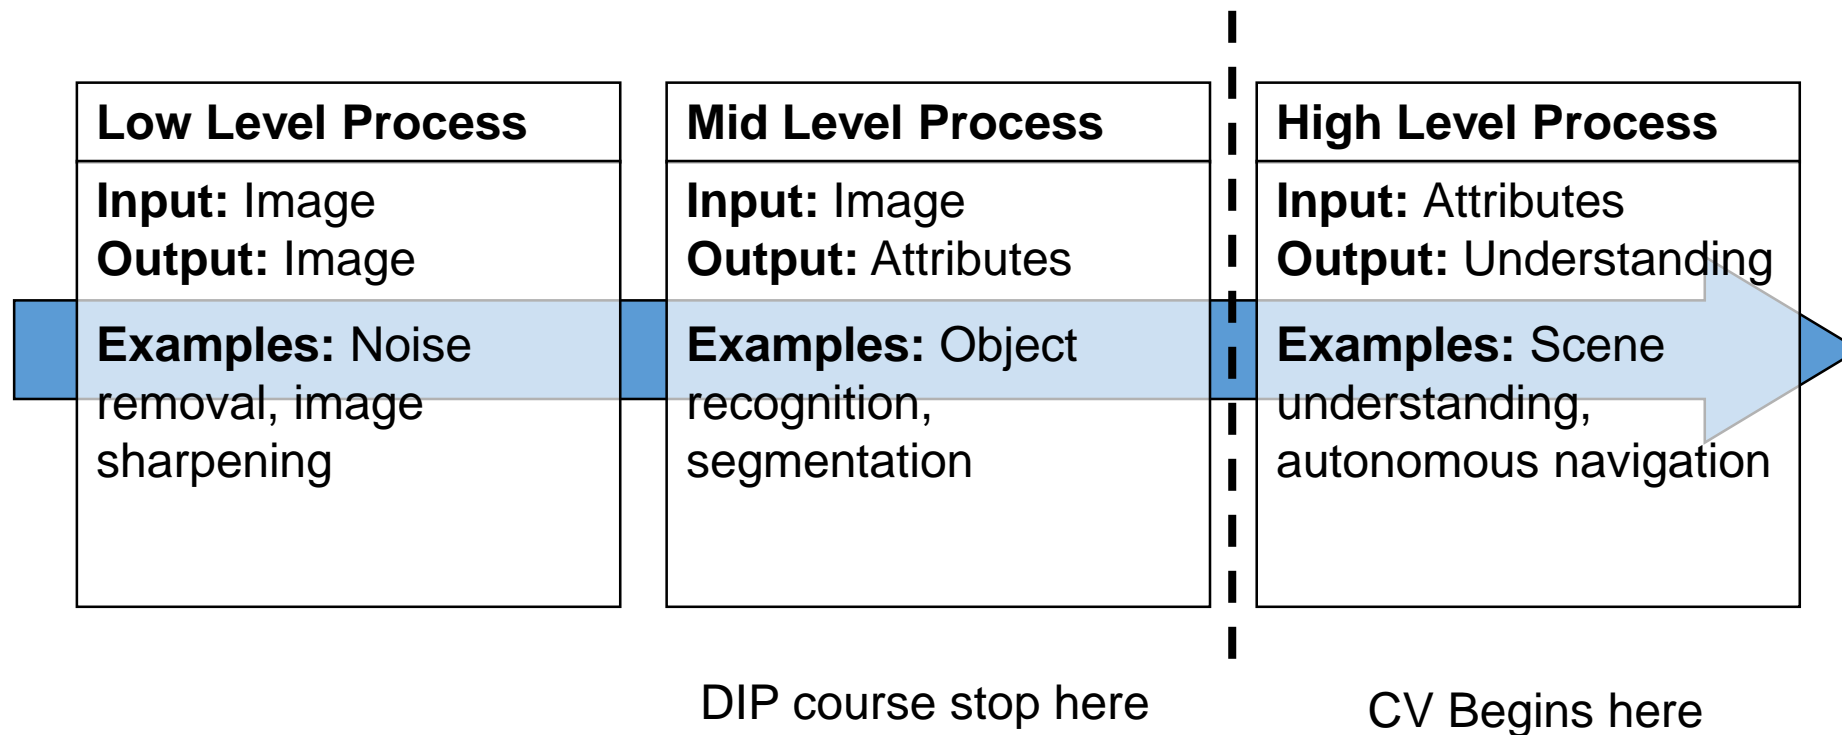 Low Level Process
Input: Image
Output: Image
Examples: Noise
removal, image
sharpening
Mid Level Process
Input: Image
Output: Attributes
Examples: Object
recognition,
segmentation
High Level Process
Input: Attributes
Output: Understanding
Examples: Scene
understanding,
autonomous navigation
DIP course stop here
CV Begins here